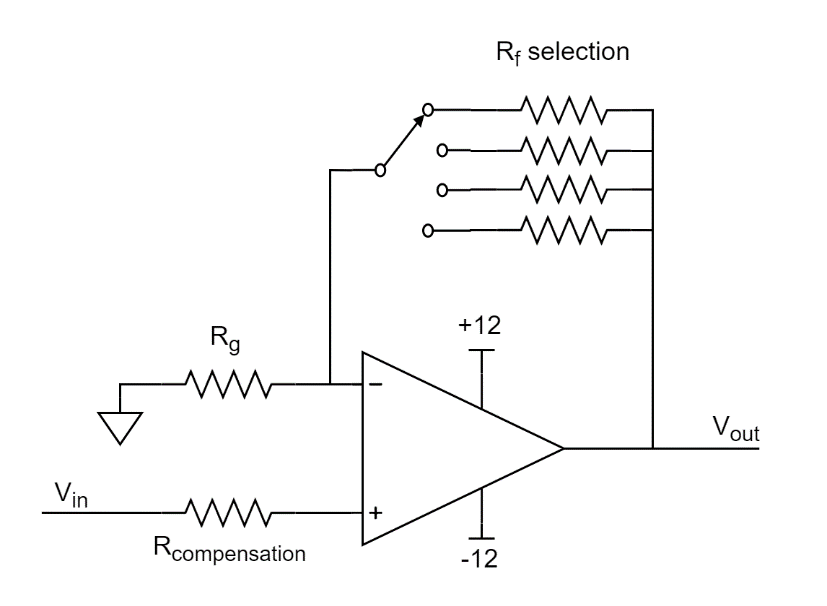 Rf selection
+12
Rg
−
Vout
Vin
+
Rcompensation
-12